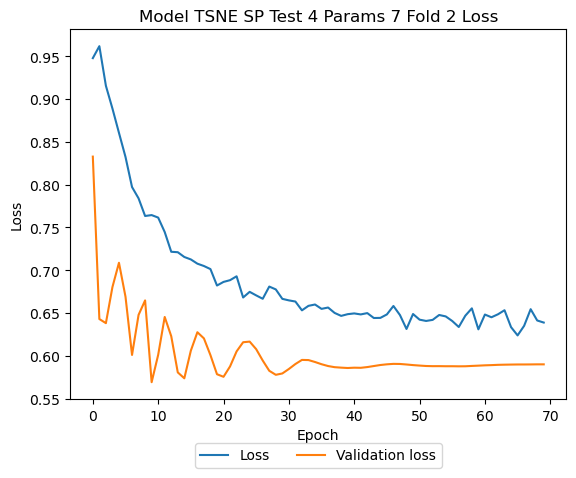 Model TSNE SP Test 4 Params 7 Fold 2 Loss
0.95
0.90
0.85
0.80
0.75
0.70
0.65
0.60
0.55
Loss
0 10 20 30 40 50 60 70
Epoch
Loss Validation loss